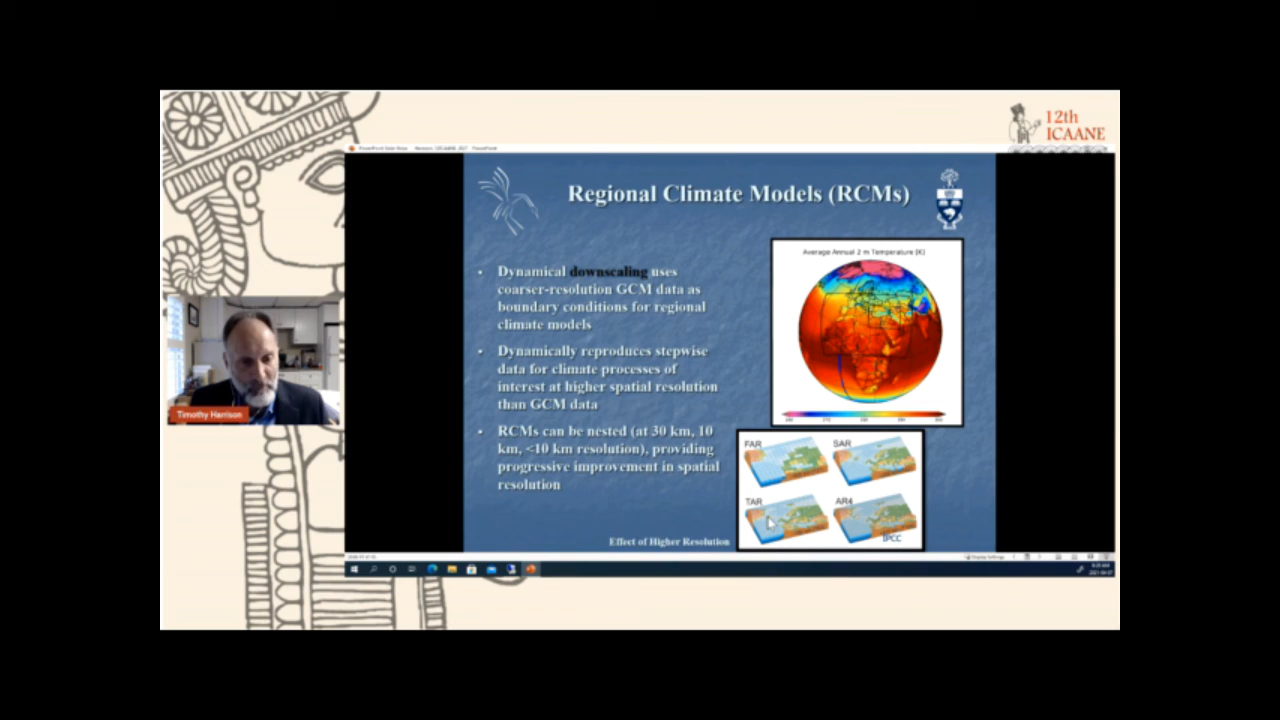 12th
ICAANE
Regional Climate Models (RCMs)
• Dynamical downscaling uses
coarser-resolution GCM data as
boundary conditions for regional
climate models
• Dynamically reproduces stepwise
data for climate processes of
interest at higher spatial resolution
than GCM data
• RCMs can be nested (at 30 km, 10
km, <10 km resolution), providing
progressive improvement in spatial
resolution
Average Annual 2 m Temperature [K]
FAR
SAR
TAR
AR4
IPCC
Effect of Higher Resolution
Timothy Harrison